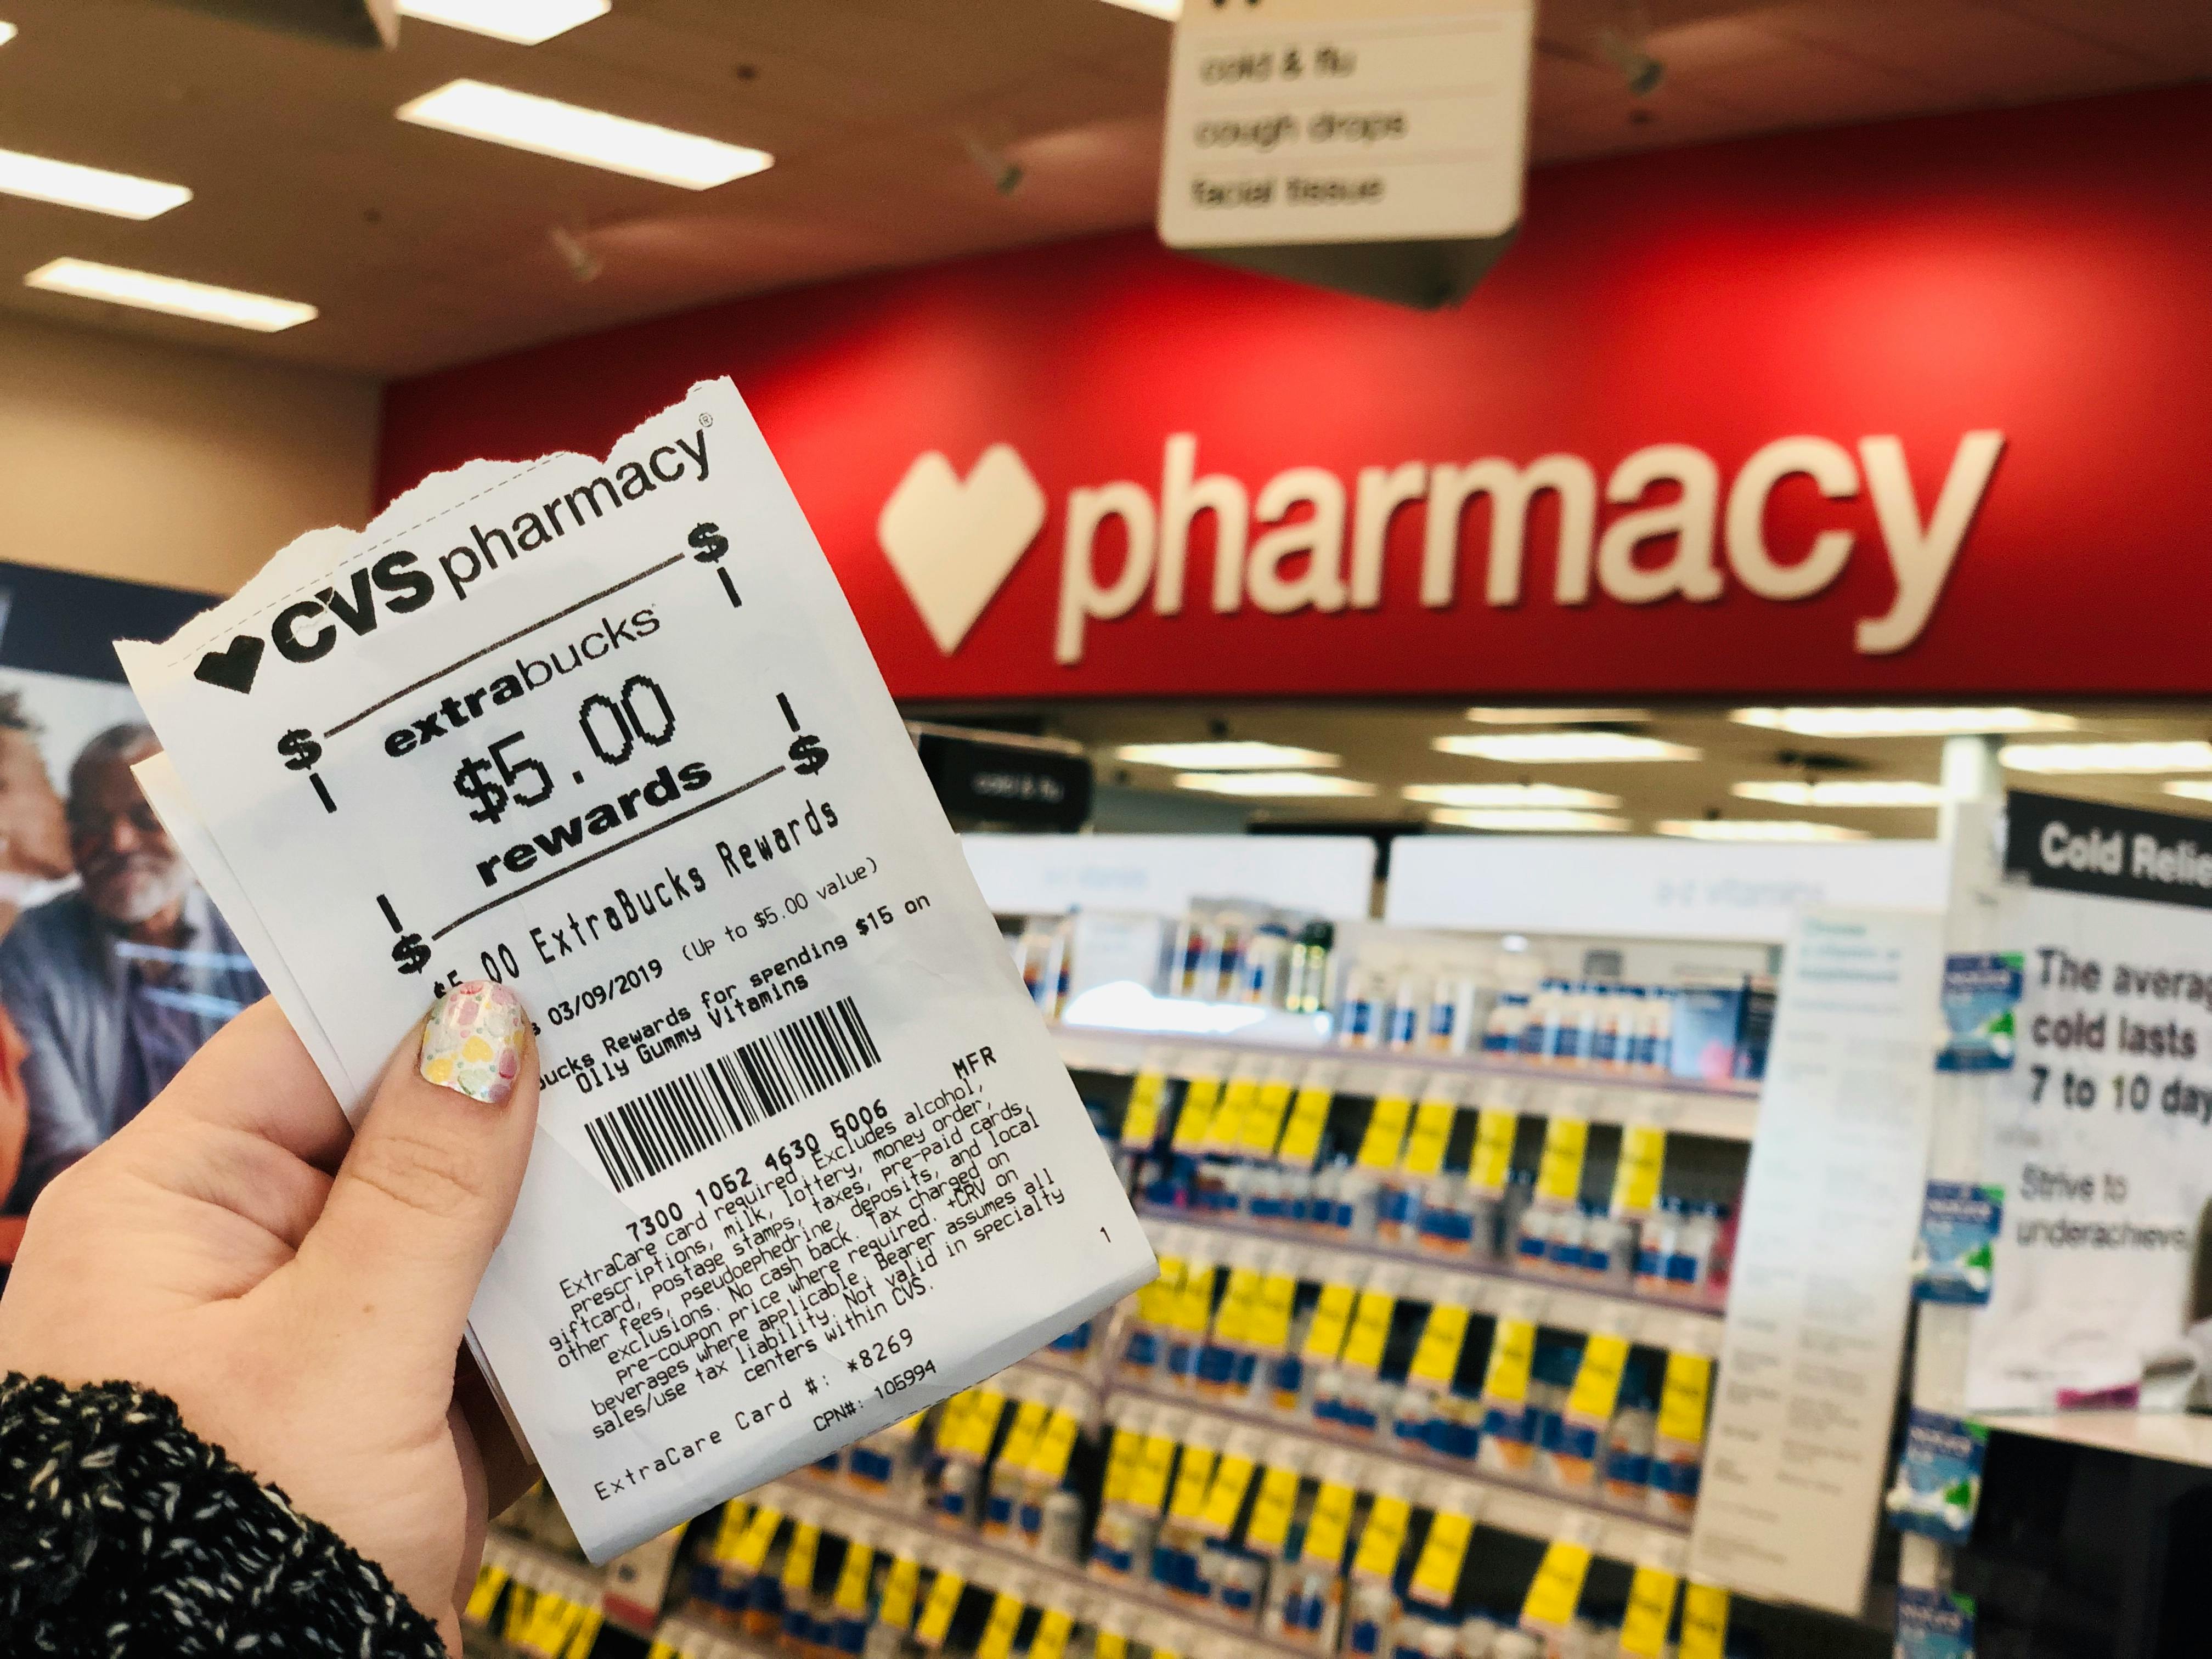 cold & flu
cough drops
facial tissue
pharmacy
CVS pharmacy®
$ $
extrabucks
$5.00
rewards
$ $
$5.00 ExtraBucks Rewards
(Up to $5.00 value)
03/09/2019
Bucks Rewards for spending $15 on
Olly Gummy Vitamins
MFR
7300 1052 4630 5006
ExtraCare card required. Excludes alcohol,
prescriptions, milk, lottery, money order,
giftcard, postage stamps, taxes, pre-paid cards,
other fees, pseudoephedrine, deposits, and local
exclusions. No cash back. Tax charged on
pre-coupon price where required. +CRV on
beverages where applicable. Bearer assumes all
sales/use tax liability. Not valid in specialty
centers within CVS.
1
ExtraCare Card #: *8269
CPN#: 105994
cold & flu
Cold Relie
The averag
cold lasts
7 to 10 day
Strive to
underachieve.